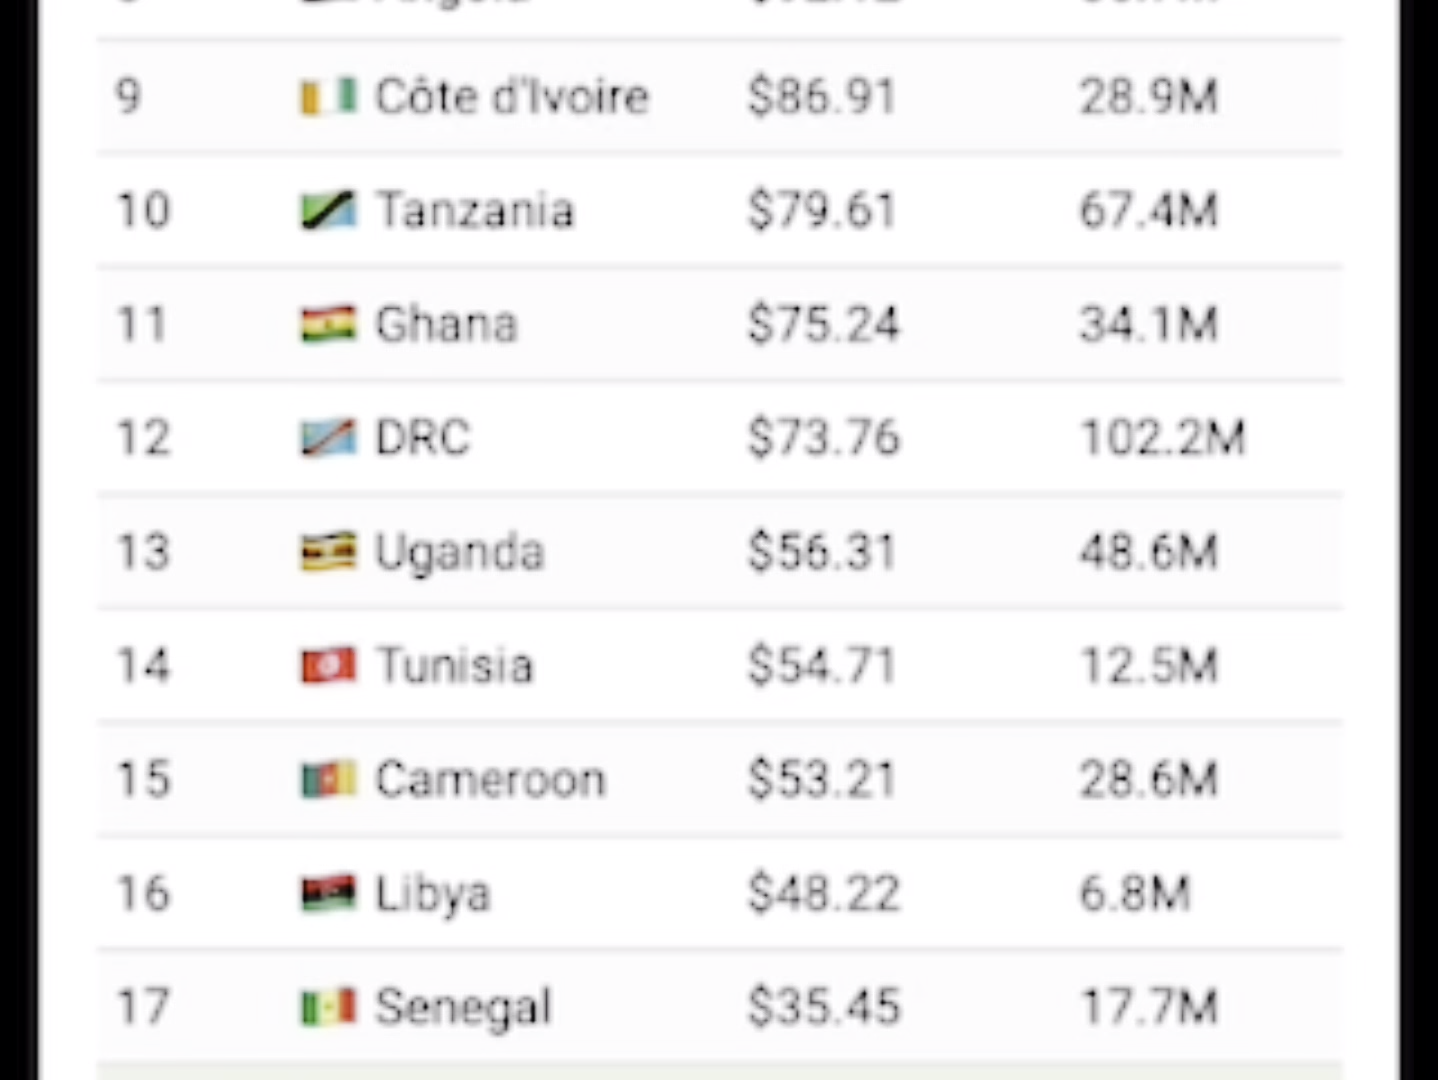 9 Côte d'Ivoire $86.91 28.9M
10 Tanzania $79.61 67.4M
11 Ghana $75.24 34.1M
12 DRC $73.76 102.2M
13 Uganda $56.31 48.6M
14 Tunisia $54.71 12.5M
15 Cameroon $53.21 28.6M
16 Libya $48.22 6.8M
17 Senegal $35.45 17.7M